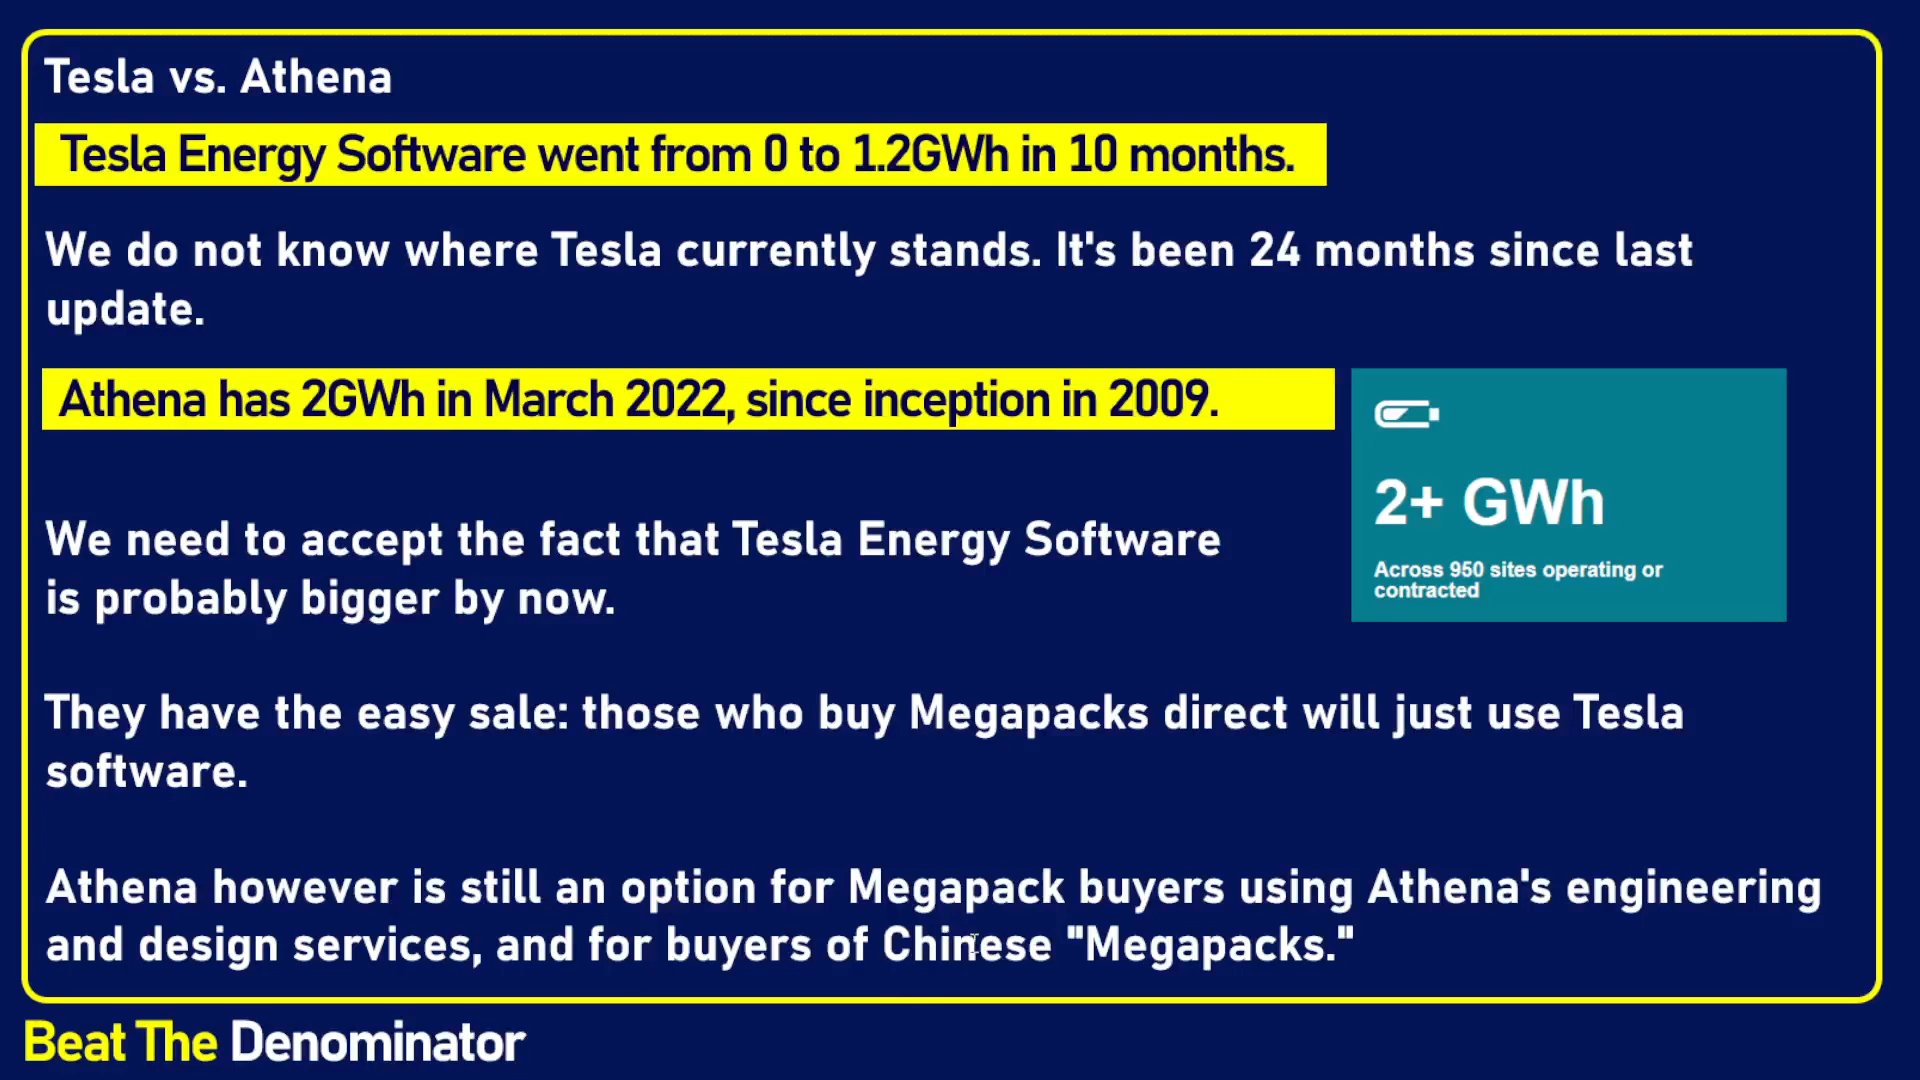 Tesla vs. Athena
Tesla Energy Software went from 0 to 1.2GWh in 10 months.
We do not know where Tesla currently stands. It's been 24 months since last
update.
Athena has 2GWh in March 2022, since inception in 2009.
2+ GWh
Across 950 sites operating or
contracted
We need to accept the fact that Tesla Energy Software
is probably bigger by now.
They have the easy sale: those who buy Megapacks direct will just use Tesla
software.
Athena however is still an option for Megapack buyers using Athena's engineering
and design services, and for buyers of Chinese "Megapacks."
Beat The Denominator